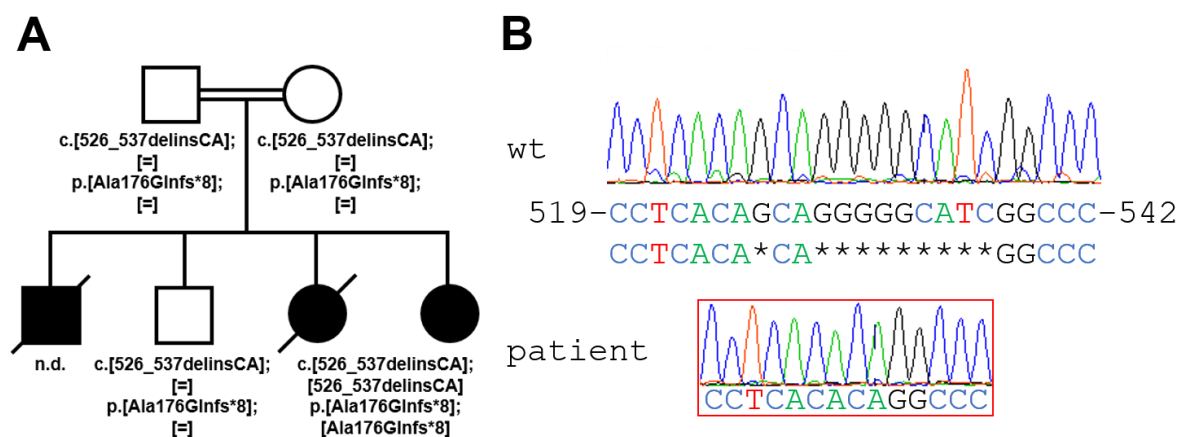 A
c.[526_537delinsCA];
[=]
p.[Ala176Glnfs*8];
[=]
c.[526_537delinsCA];
[=]
p.[Ala176Glnfs*8];
[=]
n.d.
c.[526_537delinsCA];
[=]
p.[Ala176Glnfs*8];
[=]
c.[526_537delinsCA];
[526_537delinsCA]
p.[Ala176Glnfs*8];
[Ala176Glnfs*8]
B
wt
519-CCTCACAGCAGGGGGCATCGGCCC-542
CCTCACA*CA*********GGCCC
patient
CCTCACACAGGCCC